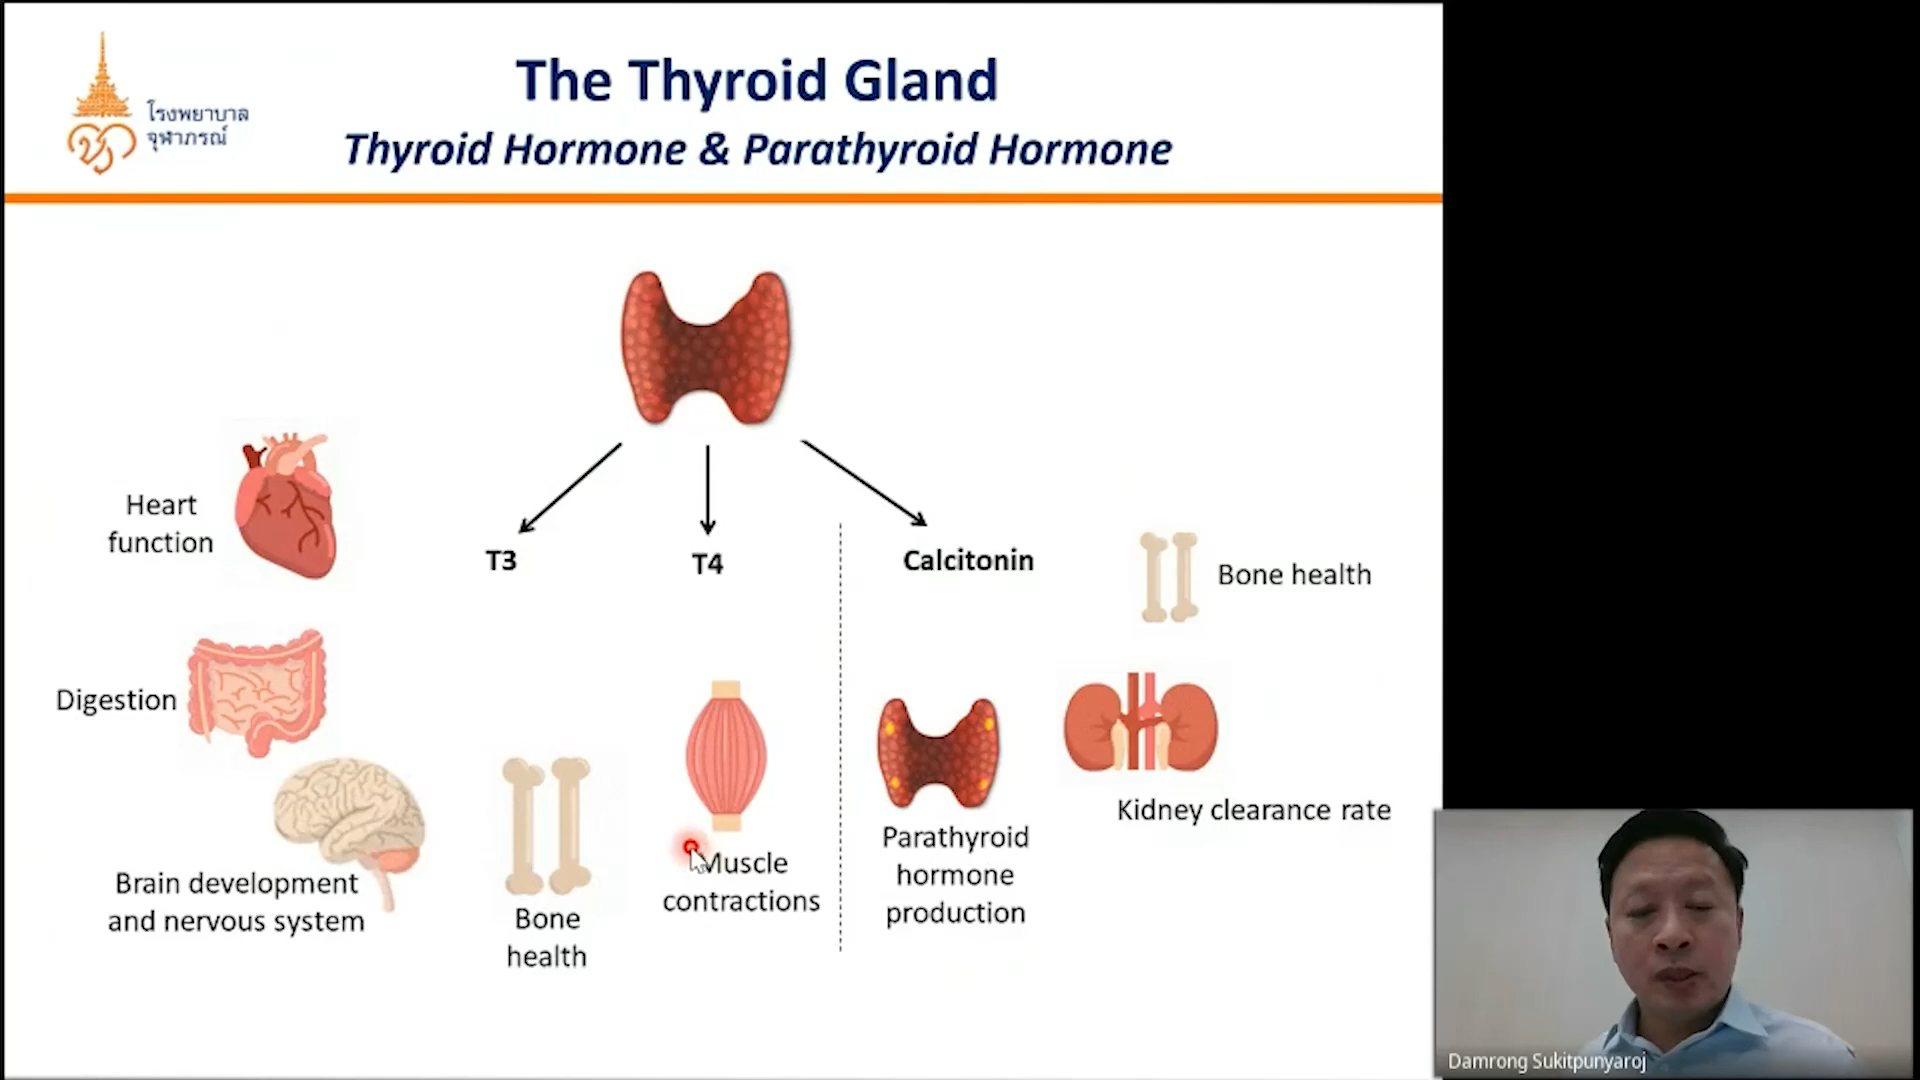 โรงพยาบาล
จุฬาภรณ์
The Thyroid Gland
Thyroid Hormone & Parathyroid Hormone
Heart
function
T3
T4
Calcitonin
Bone health
Digestion
Kidney clearance rate
Brain development
and nervous system
Bone
health
Muscle
contractions
Parathyroid
hormone
production
Damrong Sukitpunyaroj